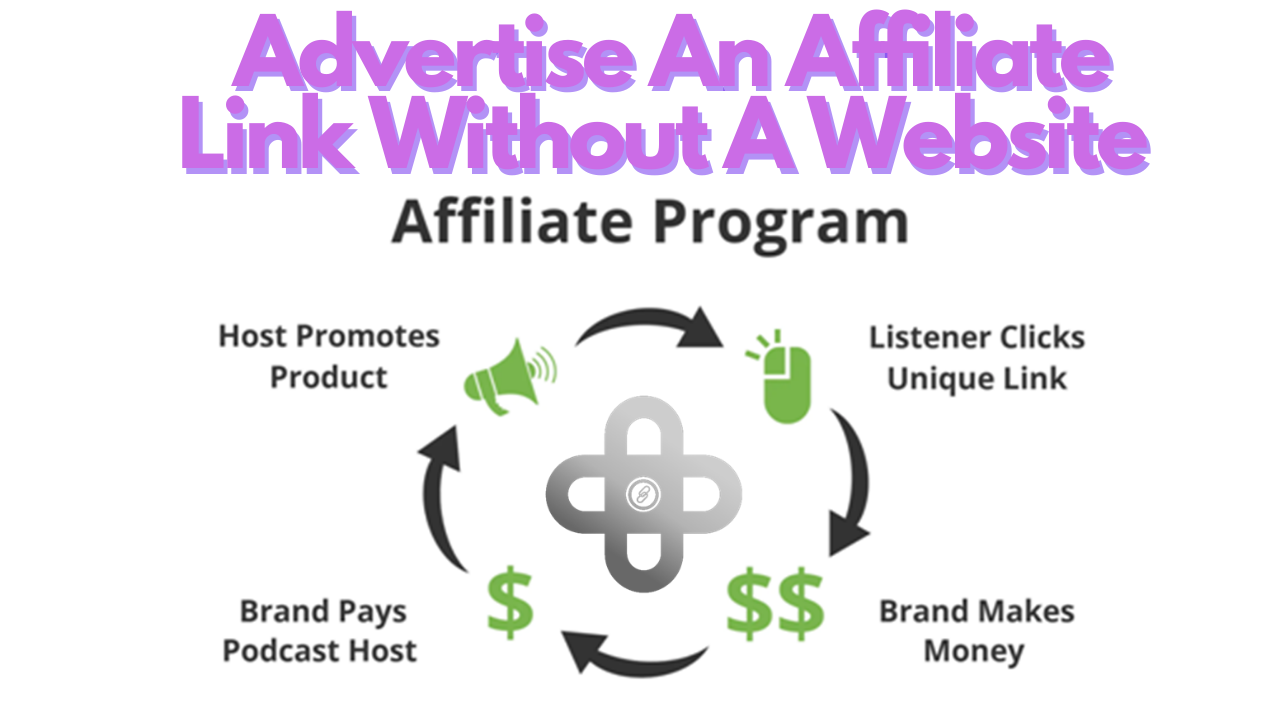 Advertise An Affiliate
Link Without A Website
Affiliate Program
Host Promotes
Product
Listener Clicks
Unique Link
$
$$
Brand Pays
Podcast Host
Brand Makes
Money